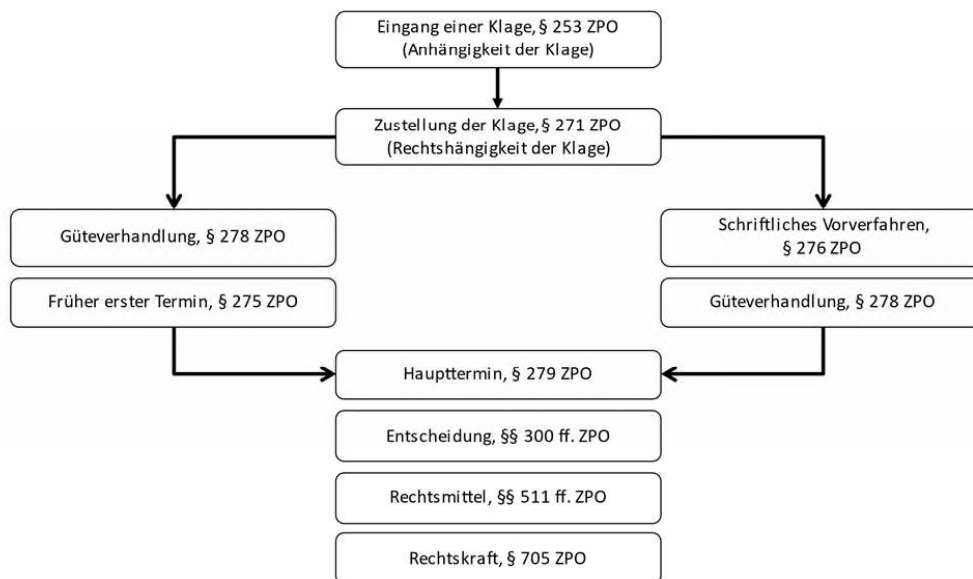 Eingang einer Klage, § 253 ZPO
(Anhängigkeit der Klage)
Zustellung der Klage, § 271 ZPO
(Rechtshängigkeit der Klage)
Güteverhandlung, § 278 ZPO
Früher erster Termin, § 275 ZPO
Schriftliches Vorverfahren,
§ 276 ZPO
Güteverhandlung, § 278 ZPO
Haupttermin, § 279 ZPO
Entscheidung, §§ 300 ff. ZPO
Rechtsmittel, §§ 511 ff. ZPO
Rechtskraft, § 705 ZPO